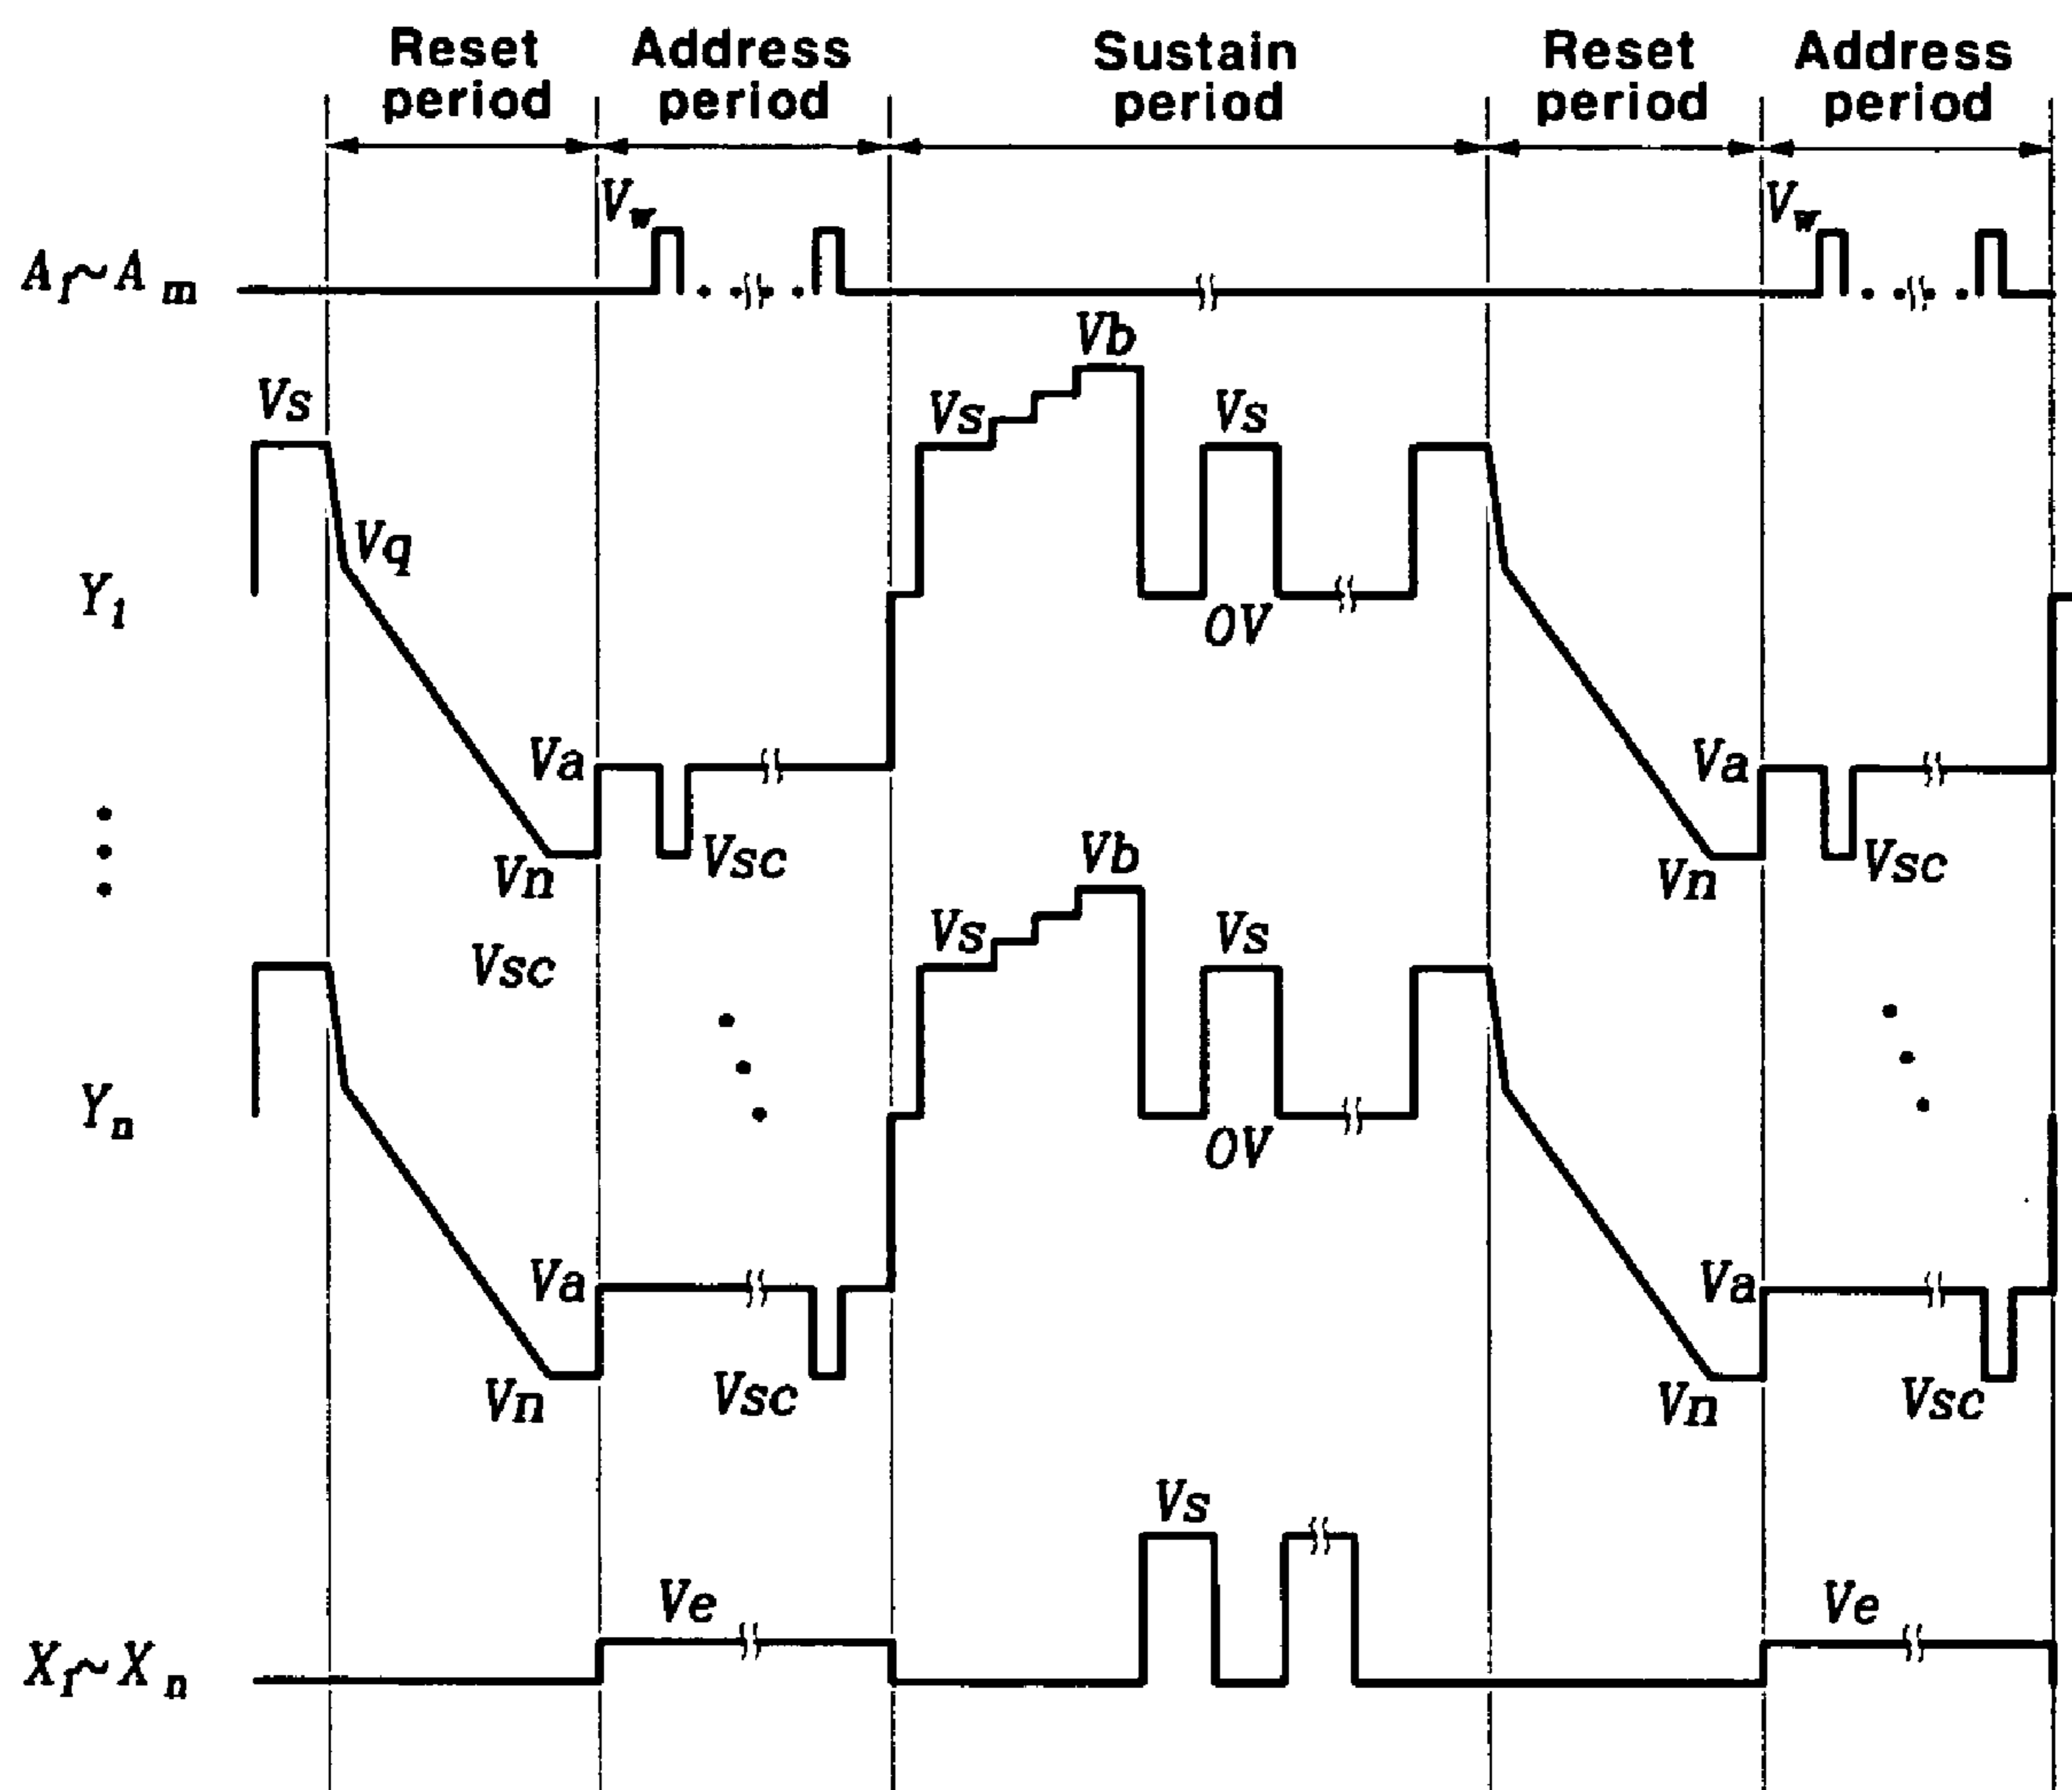 Reset period
Address period
Sustain period
Reset period
Address period
Vw
Vw
A1~Am
Vb
Vs
Vs
Vs
Vq
Y1
0V
Va
Va
Vn
Vsc
Vn
Vsc
Vb
Vs
Vs
Vsc
Yn
0V
Va
Va
Vn
Vsc
Vn
Vsc
Vs
Ve
Ve
X1~Xn